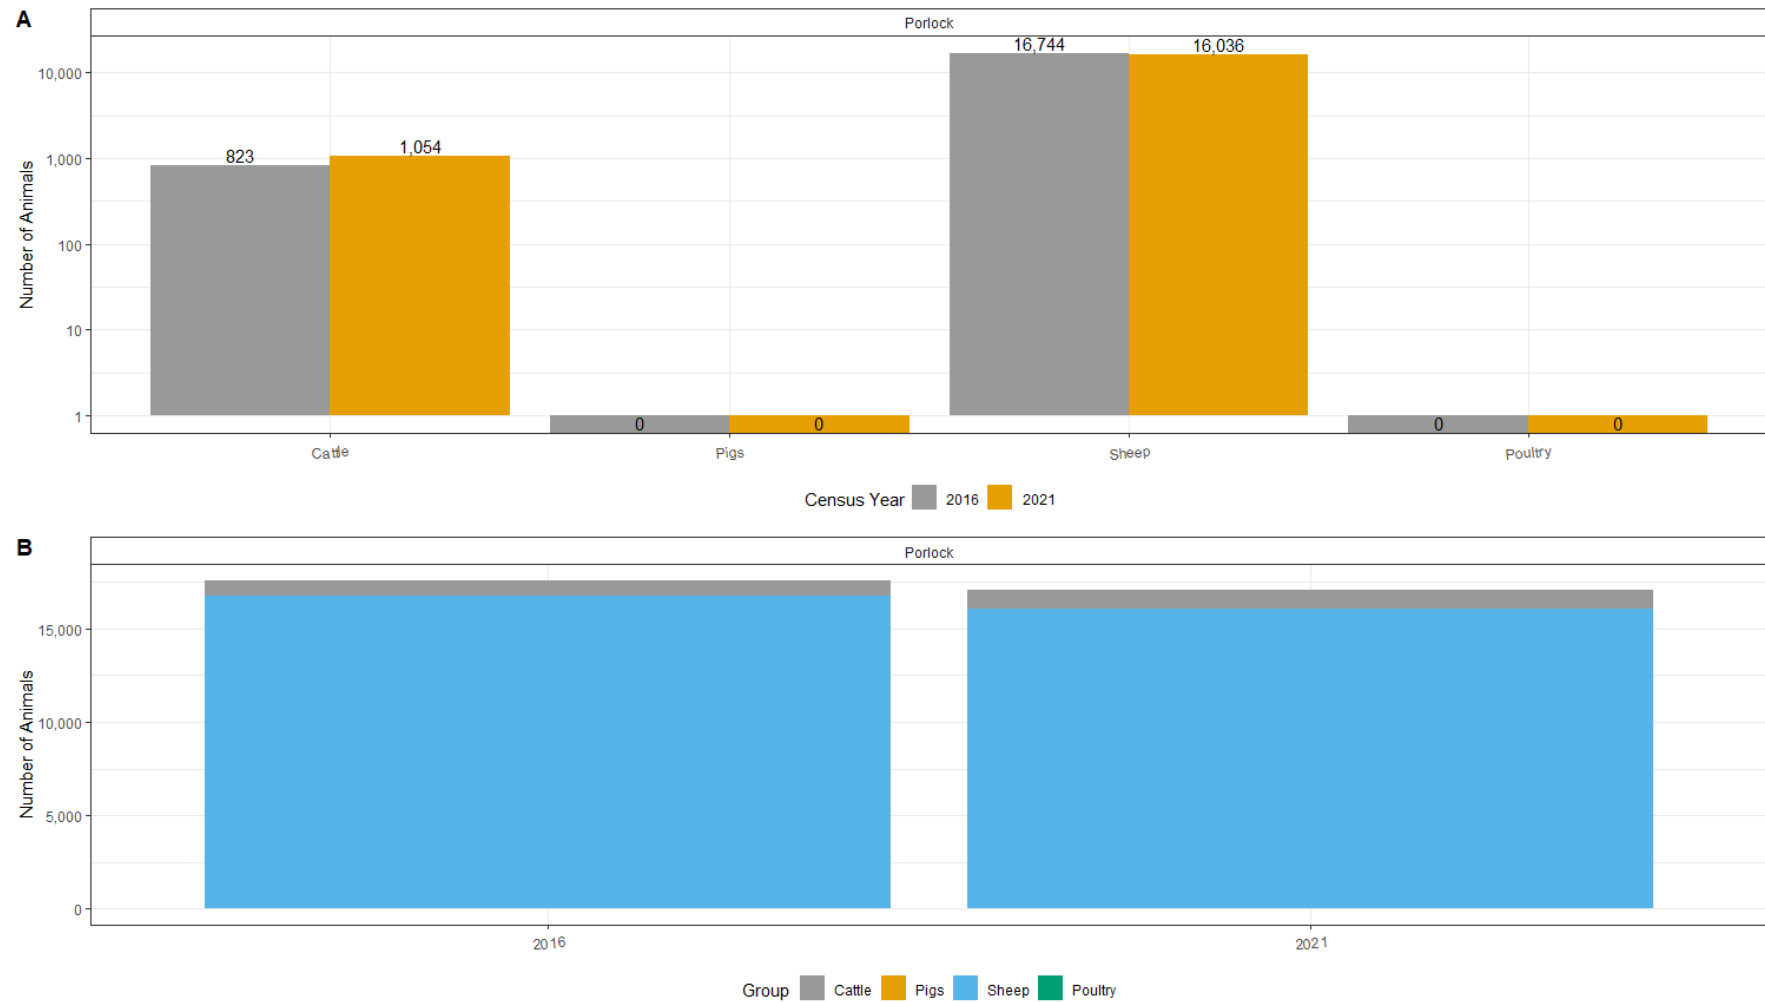 A
Porlock
Number of Animals
10,000
1,000
100
10
1
823
1,054
0
0
16,744
16,036
0
0
Cattle
Pigs
Sheep
Poultry
Census Year 2016 2021
B
Porlock
Number of Animals
15,000
10,000
5,000
0
2016
2021
Group Cattle Pigs Sheep Poultry